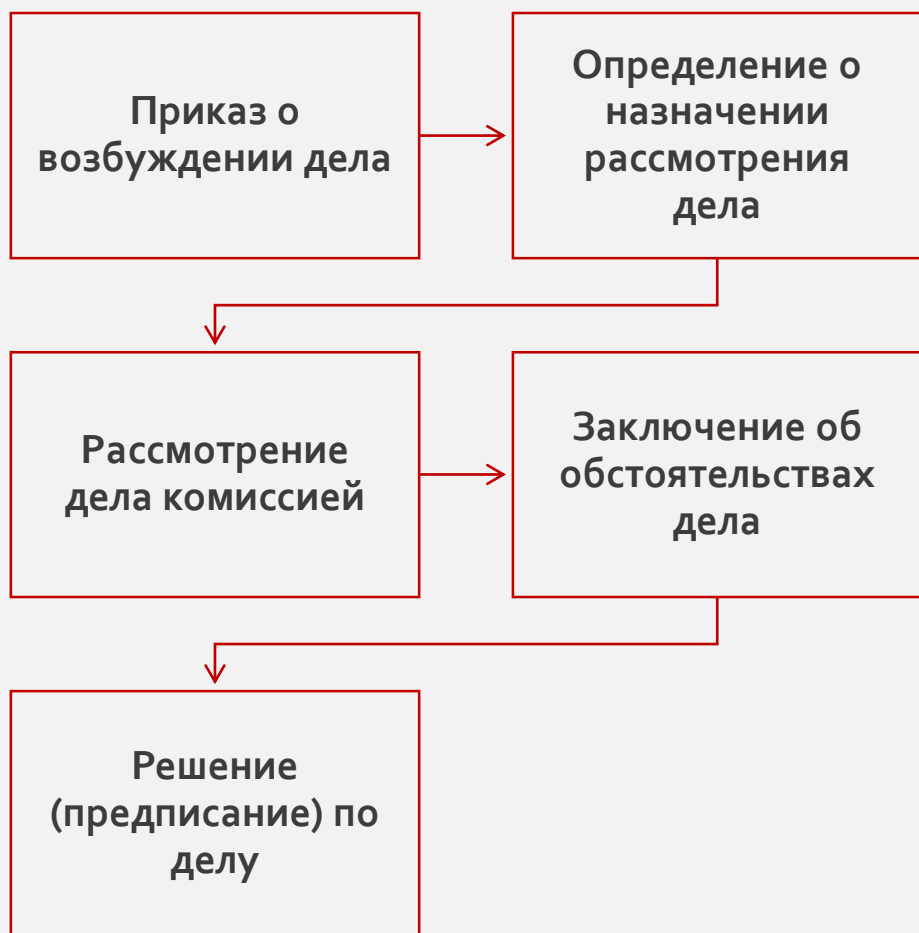 Приказ о
возбуждении дела
Определение о
назначении
рассмотрения
дела
Рассмотрение
дела комиссией
Заключение об
обстоятельствах
дела
Решение
(предписание) по
делу